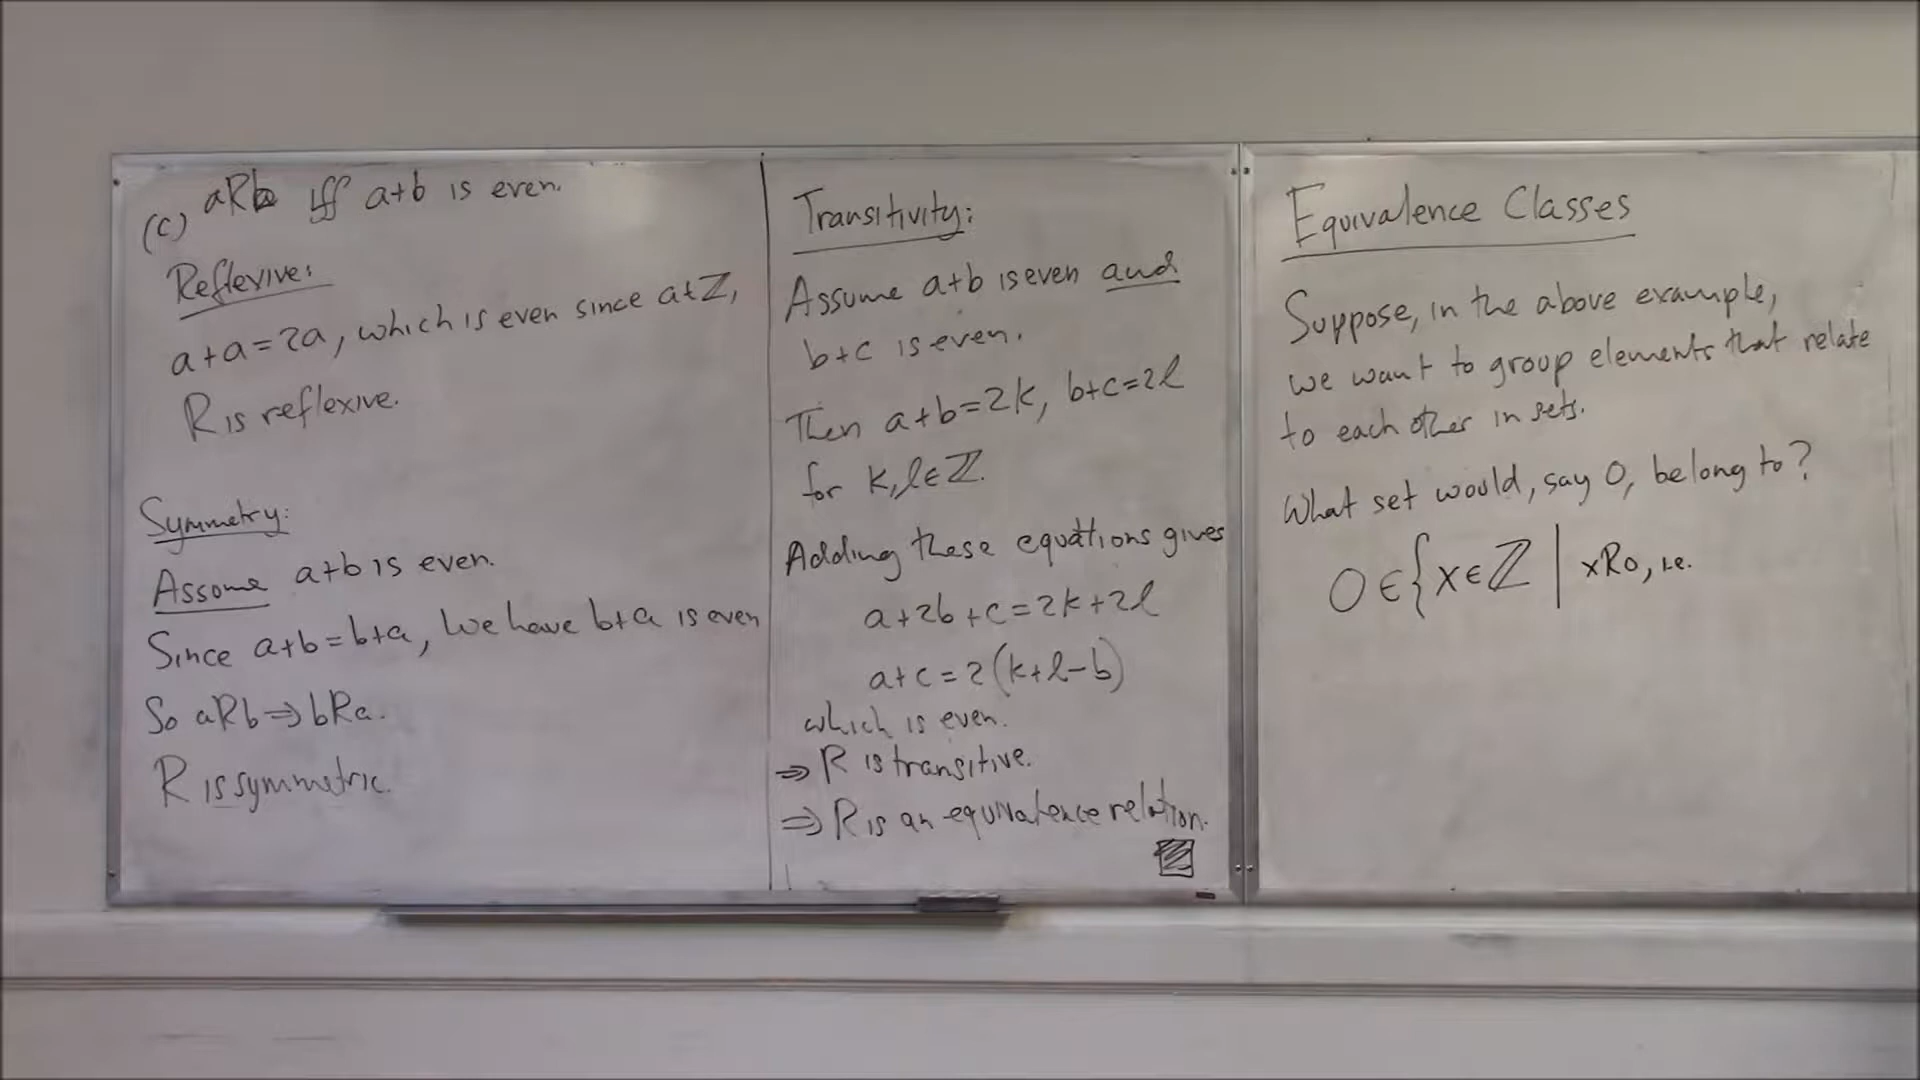 (c) aRb iff a+b is even.
Reflexive:
a+a=2a, which is even since a∈ℤ,
R is reflexive.
Symmetry:
Assume a+b is even.
Since a+b=b+a, we have b+a is even
So aRb⇒bRa.
R is symmetric.
Transitivity:
Assume a+b is even and
b+c is even.
Then a+b=2k, b+c=2l
for k,l∈ℤ.
Adding these equations gives
a+2b+c=2k+2l
a+c=2(k+l-b)
which is even.
⇒ R is transitive.
⇒ R is an equivalence relation.
Equivalence Classes
Suppose, in the above example,
we want to group elements that relate
to each other in sets.
What set would, say 0, belong to?
0∈{x∈ℤ | xR0, i.e.